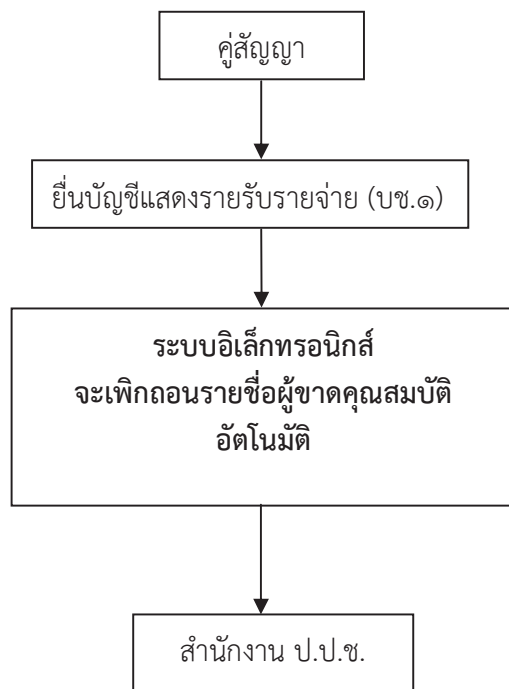 คู่สัญญา
ยื่นบัญชีแสดงรายรับรายจ่าย (บช.๑)
ระบบอิเล็กทรอนิกส์
จะเพิกถอนรายชื่อผู้ขาดคุณสมบัติ
อัตโนมัติ
สำนักงาน ป.ป.ช.